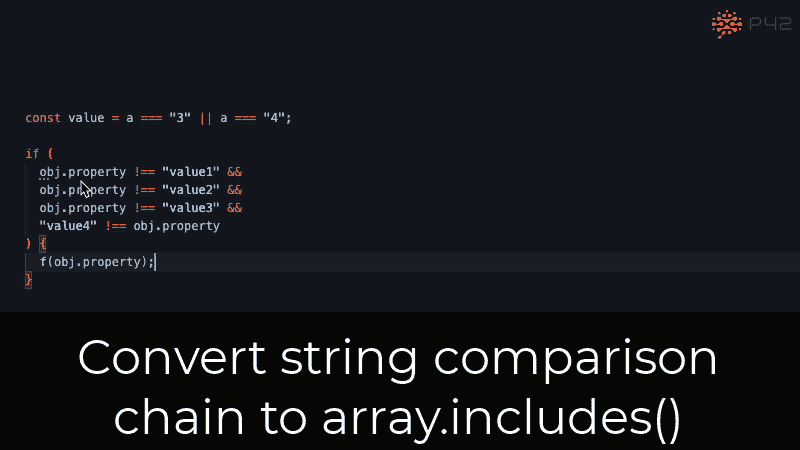 P42
const value = a === "3" || a === "4";
if (
obj.property !== "value1" &&
obj.property !== "value2" &&
obj.property !== "value3" &&
"value4" !== obj.property
) {
f(obj.property);
}
Convert string comparison
chain to array.includes()